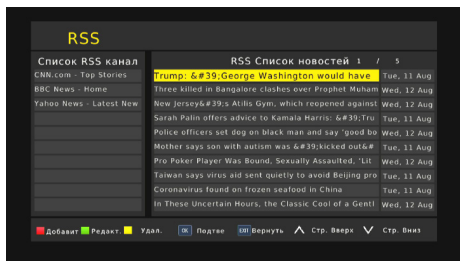 RSS
Список RSS канал
CNN.com - Top Stories
BBC News - Home
Yahoo News - Latest New
RSS Список новостей 1 / 5
Trump: &#39;George Washington would have Tue, 11 Aug
Three killed in Bangalore clashes over Prophet Muham Wed, 12 Aug
New Jersey&#39;s Atilis Gym, which reopened against Wed, 12 Aug
Sarah Palin offers advice to Kamala Harris: &#39;Tru Tue, 11 Aug
Police officers set dog on black man and say 'good bo Wed, 12 Aug
Mother says son with autism was &#39;kicked out&# Tue, 11 Aug
Pro Poker Player Was Bound, Sexually Assaulted, 'Lit Wed, 12 Aug
Taiwan says virus aid sent quietly to avoid Beijing pro Tue, 11 Aug
Coronavirus found on frozen seafood in China Tue, 11 Aug
In These Uncertain Hours, the Classic Cool of a Gentl Wed, 12 Aug
Добавит Редакт. Удал. OK Подтве EXIT Вернуть Стр. Вверх Стр. Вниз